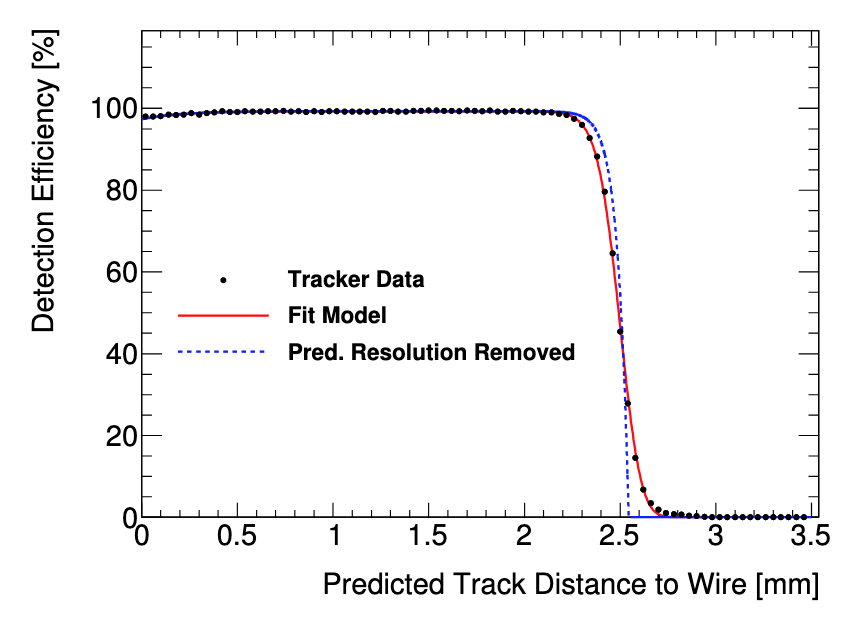 Detection Efficiency [%]
100
80
60
40
20
0
Tracker Data
Fit Model
Pred. Resolution Removed
0 0.5 1 1.5 2 2.5 3 3.5
Predicted Track Distance to Wire [mm]